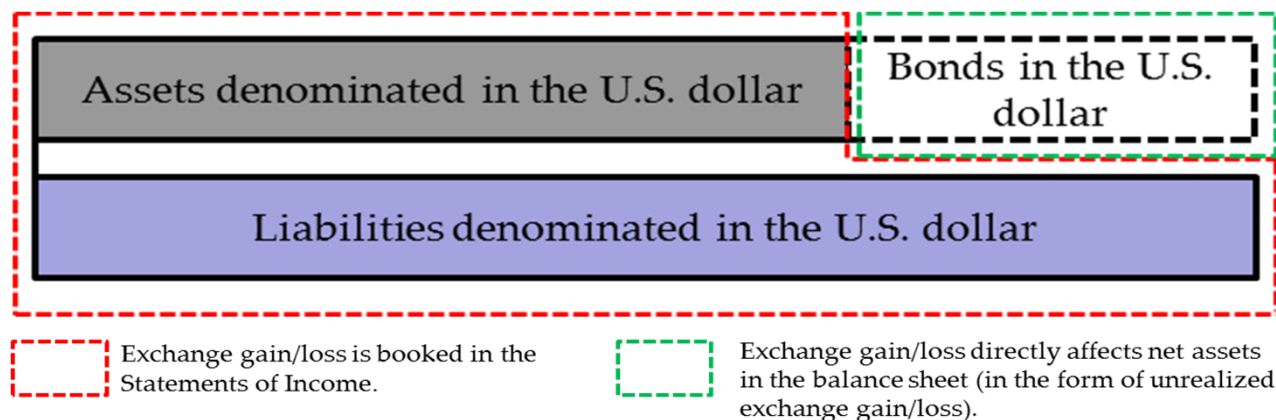 Assets denominated in the U.S. dollar
Bonds in the U.S.
dollar
Liabilities denominated in the U.S. dollar
Exchange gain/loss is booked in the
Statements of Income.
Exchange gain/loss directly affects net assets
in the balance sheet (in the form of unrealized
exchange gain/loss).